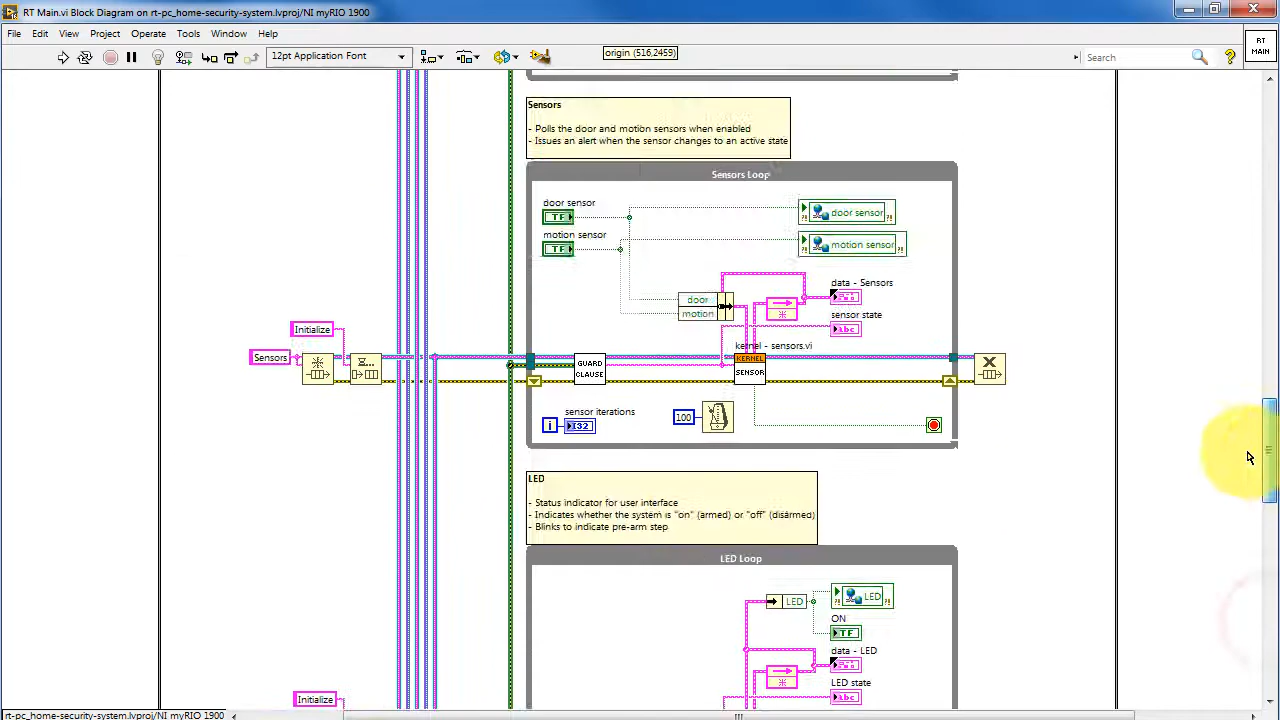 RT Main.vi Block Diagram on rt-pc_home-security-system.lvproj/NI myRIO 1900
File Edit View Project Operate Tools Window Help
12pt Application Font
origin (516,2459)
Search
?
RT
MAIN
Sensors
- Polls the door and motion sensors when enabled
- Issues an alert when the sensor changes to an active state
Sensors Loop
door sensor
TF
door sensor
motion sensor
TF
motion sensor
data - Sensors
door
motion
sensor state
Abc
Initialize
kernel - sensors.vi
Sensors
GUARD
CLAUSE
KERNEL
SENSOR
sensor iterations
i
I32
100
LED
- Status indicator for user interface
- Indicates whether the system is "on" (armed) or "off" (disarmed)
- Blinks to indicate pre-arm step
LED Loop
LED
LED
ON
TF
data - LED
LED state
Abc
Initialize
rt-pc_home-security-system.lvproj/NI myRIO 1900